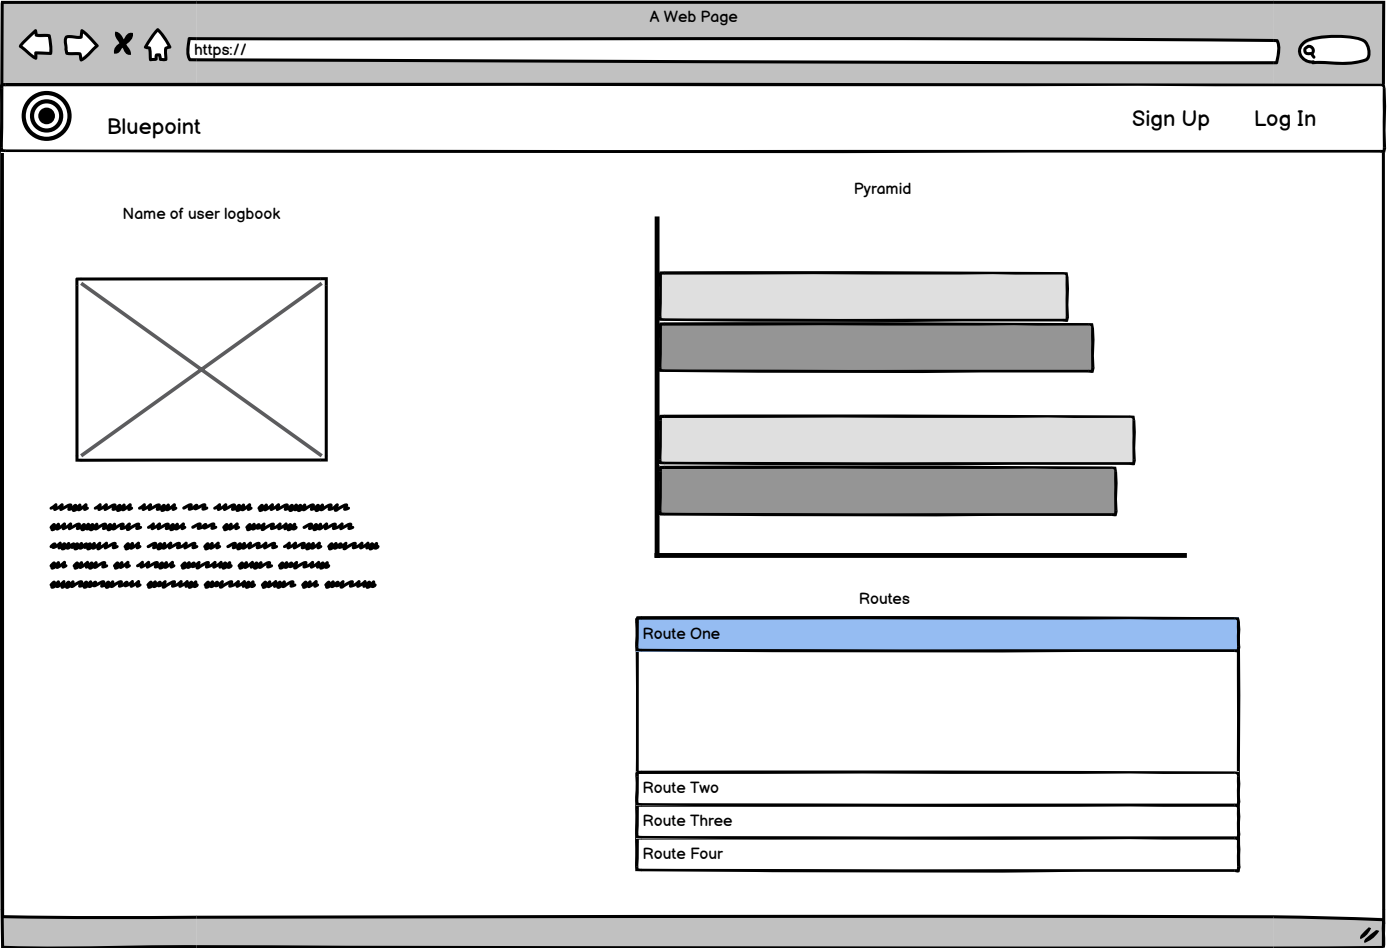 A Web Page
https://
Bluepoint
Sign Up
Log In
Name of user logbook
Pyramid
Routes
Route One
Route Two
Route Three
Route Four